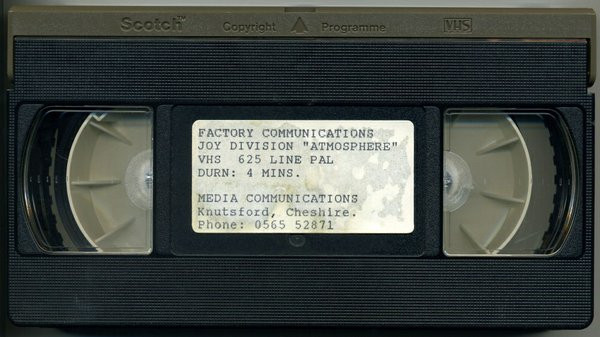 Scotch™ Copyright Programme VHS
FACTORY COMMUNICATIONS
JOY DIVISION "ATMOSPHERE"
VHS 625 LINE PAL
DURN: 4 MINS.
MEDIA COMMUNICATIONS
Knutsford, Cheshire.
Phone: 0565 52871